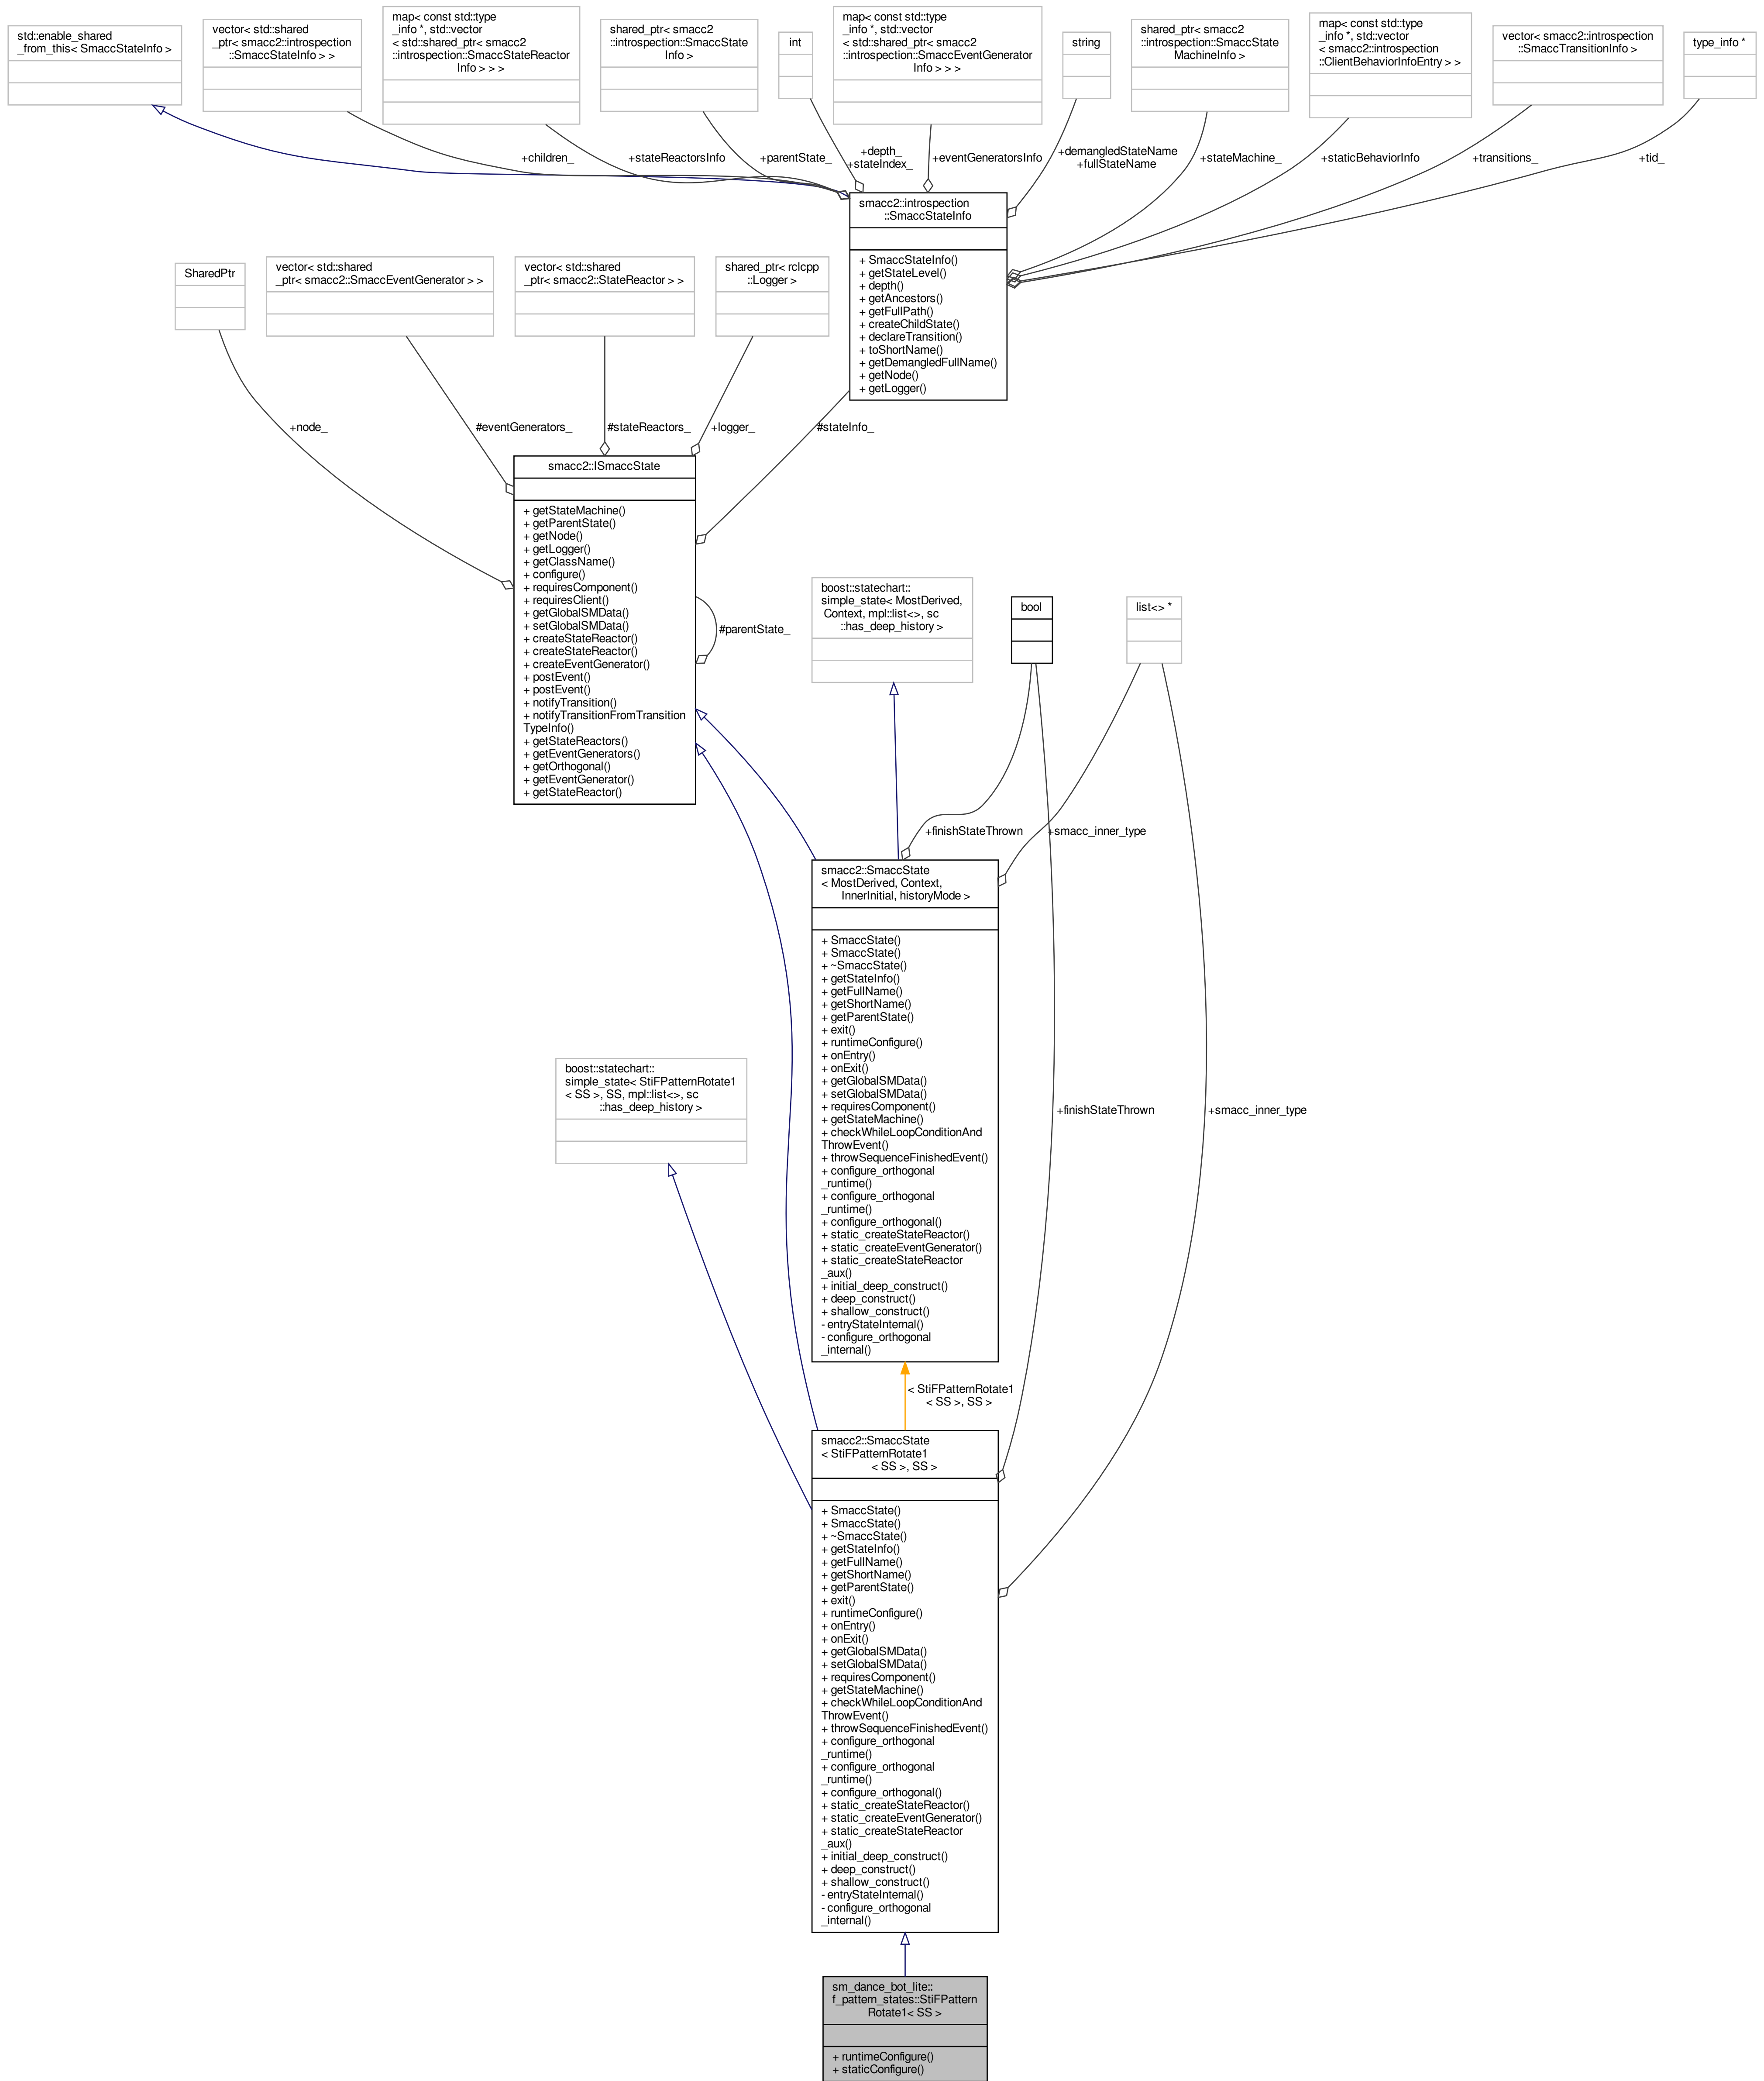 std::enable_shared
_from_this< SmaccStateInfo >
vector< std::shared
_ptr< smacc2::introspection
::SmaccStateInfo > >
map< const std::type
_info *, std::vector
< std::shared_ptr< smacc2
::introspection::SmaccStateReactor
Info > > >
shared_ptr< smacc2
::introspection::SmaccState
Info >
int
map< const std::type
_info *, std::vector
< std::shared_ptr< smacc2
::introspection::SmaccEventGenerator
Info > > >
string
shared_ptr< smacc2
::introspection::SmaccState
MachineInfo >
map< const std::type
_info *, std::vector
< smacc2::introspection
::ClientBehaviorInfoEntry > >
vector< smacc2::introspection
::SmaccTransitionInfo >
type_info *
+children_
+stateReactorsInfo
+parentState_
+depth_
+stateIndex_
+eventGeneratorsInfo
+demangledStateName
+fullStateName
+stateMachine_
+staticBehaviorInfo
+transitions_
+tid_
smacc2::introspection
::SmaccStateInfo
+ SmaccStateInfo()
+ getStateLevel()
+ depth()
+ getAncestors()
+ getFullPath()
+ createChildState()
+ declareTransition()
+ toShortName()
+ getDemangledFullName()
+ getNode()
+ getLogger()
SharedPtr
vector< std::shared
_ptr< smacc2::SmaccEventGenerator > >
vector< std::shared
_ptr< smacc2::StateReactor > >
shared_ptr< rclcpp
::Logger >
+node_
#eventGenerators_
#stateReactors_
+logger_
#stateInfo_
smacc2::ISmaccState
+ getStateMachine()
+ getParentState()
+ getNode()
+ getLogger()
+ getClassName()
+ configure()
+ requiresComponent()
+ requiresClient()
+ getGlobalSMData()
+ setGlobalSMData()
+ createStateReactor()
+ createStateReactor()
+ createEventGenerator()
+ postEvent()
+ postEvent()
+ notifyTransition()
+ notifyTransitionFromTransition
TypeInfo()
+ getStateReactors()
+ getEventGenerators()
+ getOrthogonal()
+ getEventGenerator()
+ getStateReactor()
#parentState_
boost::statechart::
simple_state< MostDerived,
Context, mpl::list<>, sc
::has_deep_history >
bool
list<> *
+finishStateThrown
+smacc_inner_type
smacc2::SmaccState
< MostDerived, Context,
InnerInitial, historyMode >
+ SmaccState()
+ SmaccState()
+ ~SmaccState()
+ getStateInfo()
+ getFullName()
+ getShortName()
+ getParentState()
+ exit()
+ runtimeConfigure()
+ onEntry()
+ onExit()
+ getGlobalSMData()
+ setGlobalSMData()
+ requiresComponent()
+ getStateMachine()
+ checkWhileLoopConditionAnd
ThrowEvent()
+ throwSequenceFinishedEvent()
+ configure_orthogonal
_runtime()
+ configure_orthogonal
_runtime()
+ configure_orthogonal()
+ static_createStateReactor()
+ static_createEventGenerator()
+ static_createStateReactor
_aux()
+ initial_deep_construct()
+ deep_construct()
+ shallow_construct()
- entryStateInternal()
- configure_orthogonal
_internal()
boost::statechart::
simple_state< StiFPatternRotate1
< SS >, SS, mpl::list<>, sc
::has_deep_history >
+finishStateThrown
+smacc_inner_type
< StiFPatternRotate1
< SS >, SS >
smacc2::SmaccState
< StiFPatternRotate1
< SS >, SS >
+ SmaccState()
+ SmaccState()
+ ~SmaccState()
+ getStateInfo()
+ getFullName()
+ getShortName()
+ getParentState()
+ exit()
+ runtimeConfigure()
+ onEntry()
+ onExit()
+ getGlobalSMData()
+ setGlobalSMData()
+ requiresComponent()
+ getStateMachine()
+ checkWhileLoopConditionAnd
ThrowEvent()
+ throwSequenceFinishedEvent()
+ configure_orthogonal
_runtime()
+ configure_orthogonal
_runtime()
+ configure_orthogonal()
+ static_createStateReactor()
+ static_createEventGenerator()
+ static_createStateReactor
_aux()
+ initial_deep_construct()
+ deep_construct()
+ shallow_construct()
- entryStateInternal()
- configure_orthogonal
_internal()
sm_dance_bot_lite::
f_pattern_states::StiFPattern
Rotate1< SS >
+ runtimeConfigure()
+ staticConfigure()